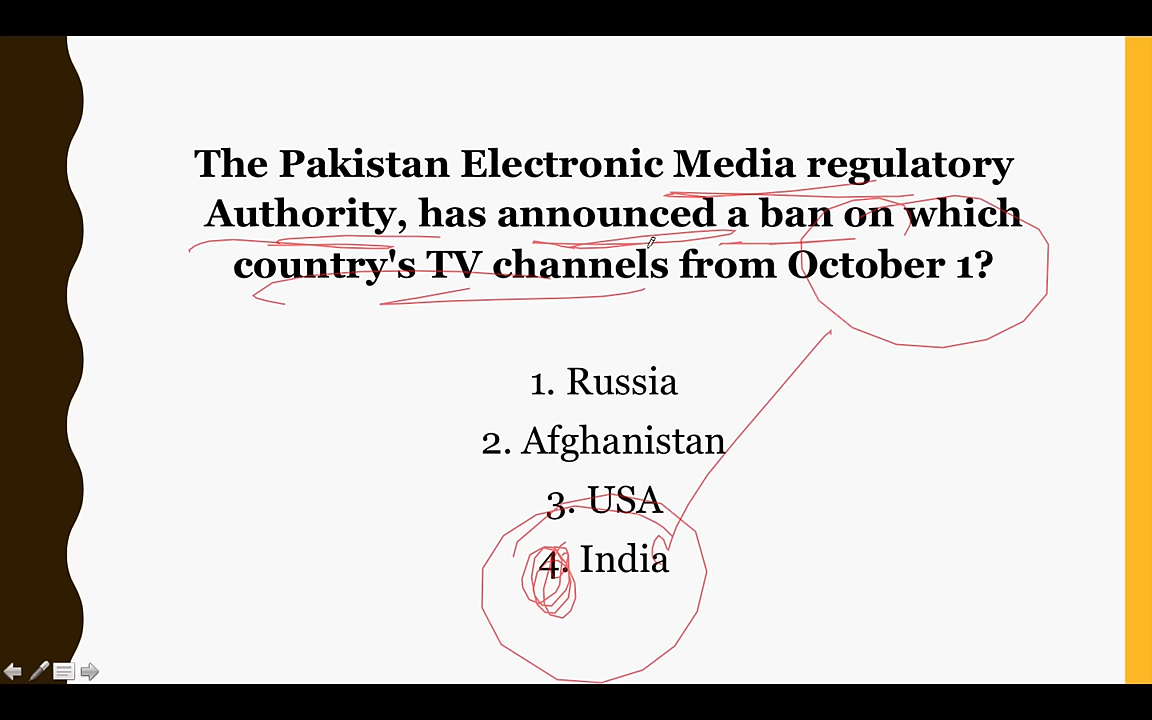 The Pakistan Electronic Media regulatory
Authority, has announced a ban on which
country's TV channels from October 1?
1. Russia
2. Afghanistan
3. USA
4. India